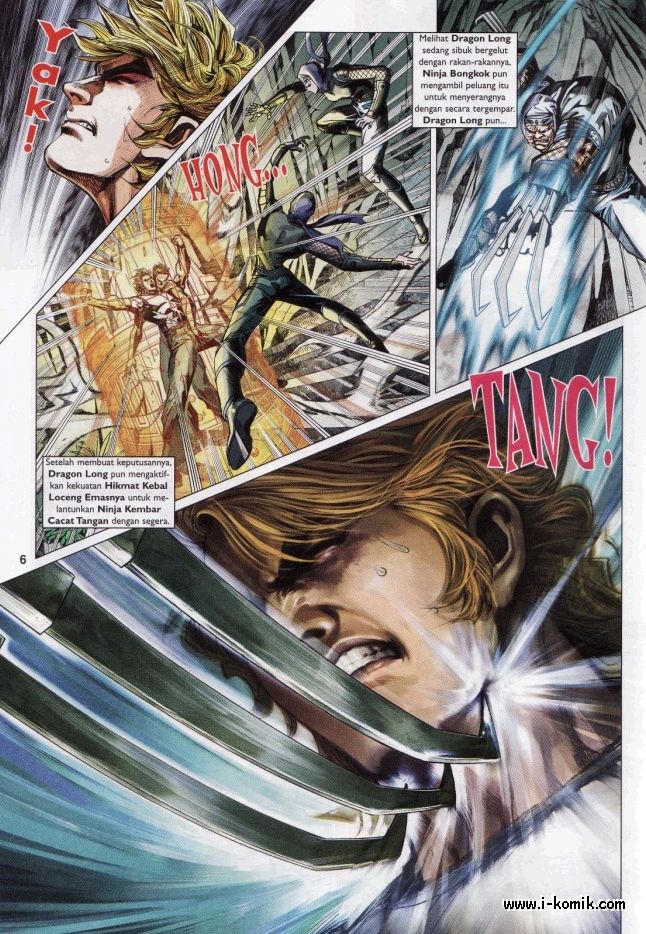 Yak!
HONG...
Melihat Dragon Long
sedang sibuk bergelut
dengan rakan-rakannya,
Ninja Bongkok pun
mengambil peluang itu
untuk menyerangnya
dengan secara tergempar.
Dragon Long pun...
Setelah membuat keputusannya,
Dragon Long pun mengaktif-
kan kekuatan Hikmat Kebal
Loceng Emasnya untuk me-
lantunkan Ninja Kembar
Cacat Tangan dengan segera.
TANG!
6
www.i-komik.com